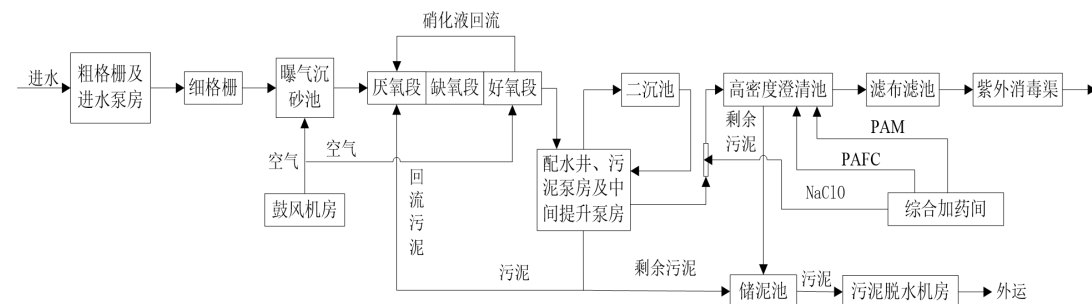 硝化液回流
进水
粗格栅及
进水泵房
细格栅
曝气沉
砂池
厌氧段
缺氧段
好氧段
二沉池
高密度澄清池
滤布滤池
紫外消毒渠
剩余
污泥
PAM
PAFC
NaClO
综合加药间
空气
空气
鼓风机房
回
流
污
泥
配水井、污
泥泵房及中
间提升泵房
污泥
剩余污泥
储泥池
污泥
污泥脱水机房
外运